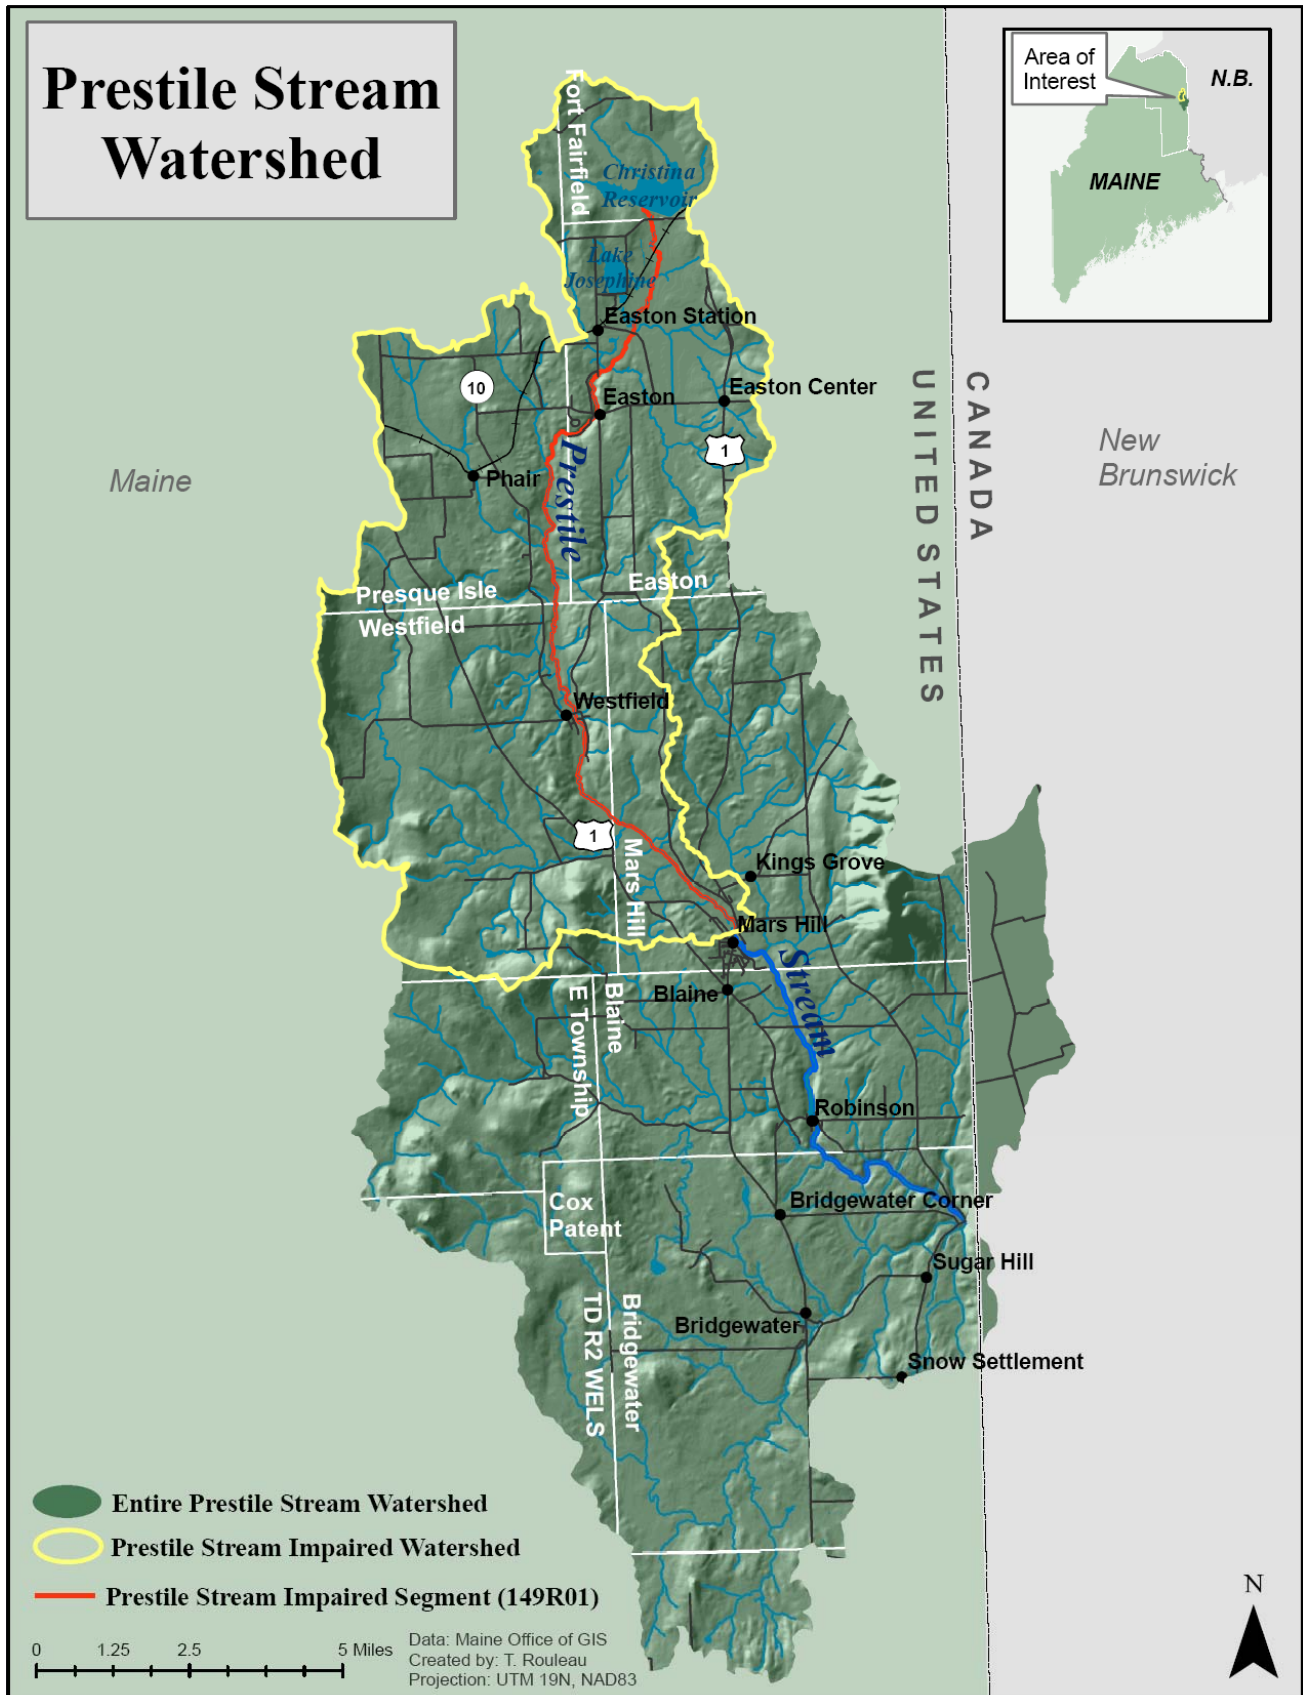 Prestile Stream
Watershed
Area of
Interest
N.B.
MAINE
Fort Fairfield
Christina
Reservoir
Lake
Josephine
Easton Station
10
Easton
Easton Center
1
UNITED STATES
CANADA
New
Brunswick
Maine
Phair
Prestile
Presque Isle
Easton
Westfield
Westfield
1
Mars Hill
Kings Grove
Mars Hill
Stream
Blaine
Blaine
E Township
Robinson
Cox
Patent
Bridgewater Corner
Sugar Hill
Bridgewater
TD R2 WELS
Bridgewater
Snow Settlement
Entire Prestile Stream Watershed
Prestile Stream Impaired Watershed
Prestile Stream Impaired Segment (149R01)
0 1.25 2.5 5 Miles
Data: Maine Office of GIS
Created by: T. Rouleau
Projection: UTM 19N, NAD83
N